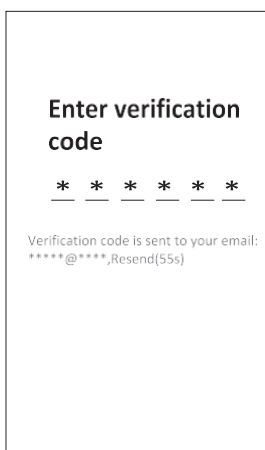 Enter verification
code
* * * * * *
Verification code is sent to your email:
*****@****,Resend(55s)